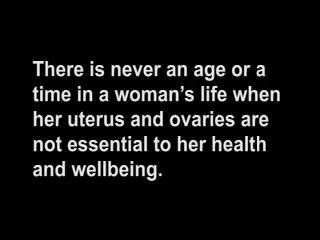 There is never an age or a
time in a woman's life when
her uterus and ovaries are
not essential to her health
and wellbeing.